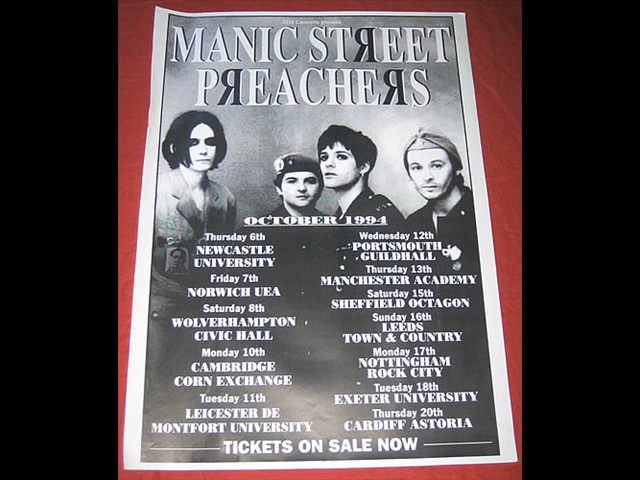 SJM Concerts present
MANIC STЯEET
PЯEACHEЯS
OCTOBER 1994
Thursday 6th
NEWCASTLE
UNIVERSITY
Friday 7th
NORWICH UEA
Saturday 8th
WOLVERHAMPTON
CIVIC HALL
Monday 10th
CAMBRIDGE
CORN EXCHANGE
Tuesday 11th
LEICESTER DE
MONTFORT UNIVERSITY
Wednesday 12th
PORTSMOUTH
GUILDHALL
Thursday 13th
MANCHESTER ACADEMY
Saturday 15th
SHEFFIELD OCTAGON
Sunday 16th
LEEDS
TOWN & COUNTRY
Monday 17th
NOTTINGHAM
ROCK CITY
Tuesday 18th
EXETER UNIVERSITY
Thursday 20th
CARDIFF ASTORIA
TICKETS ON SALE NOW